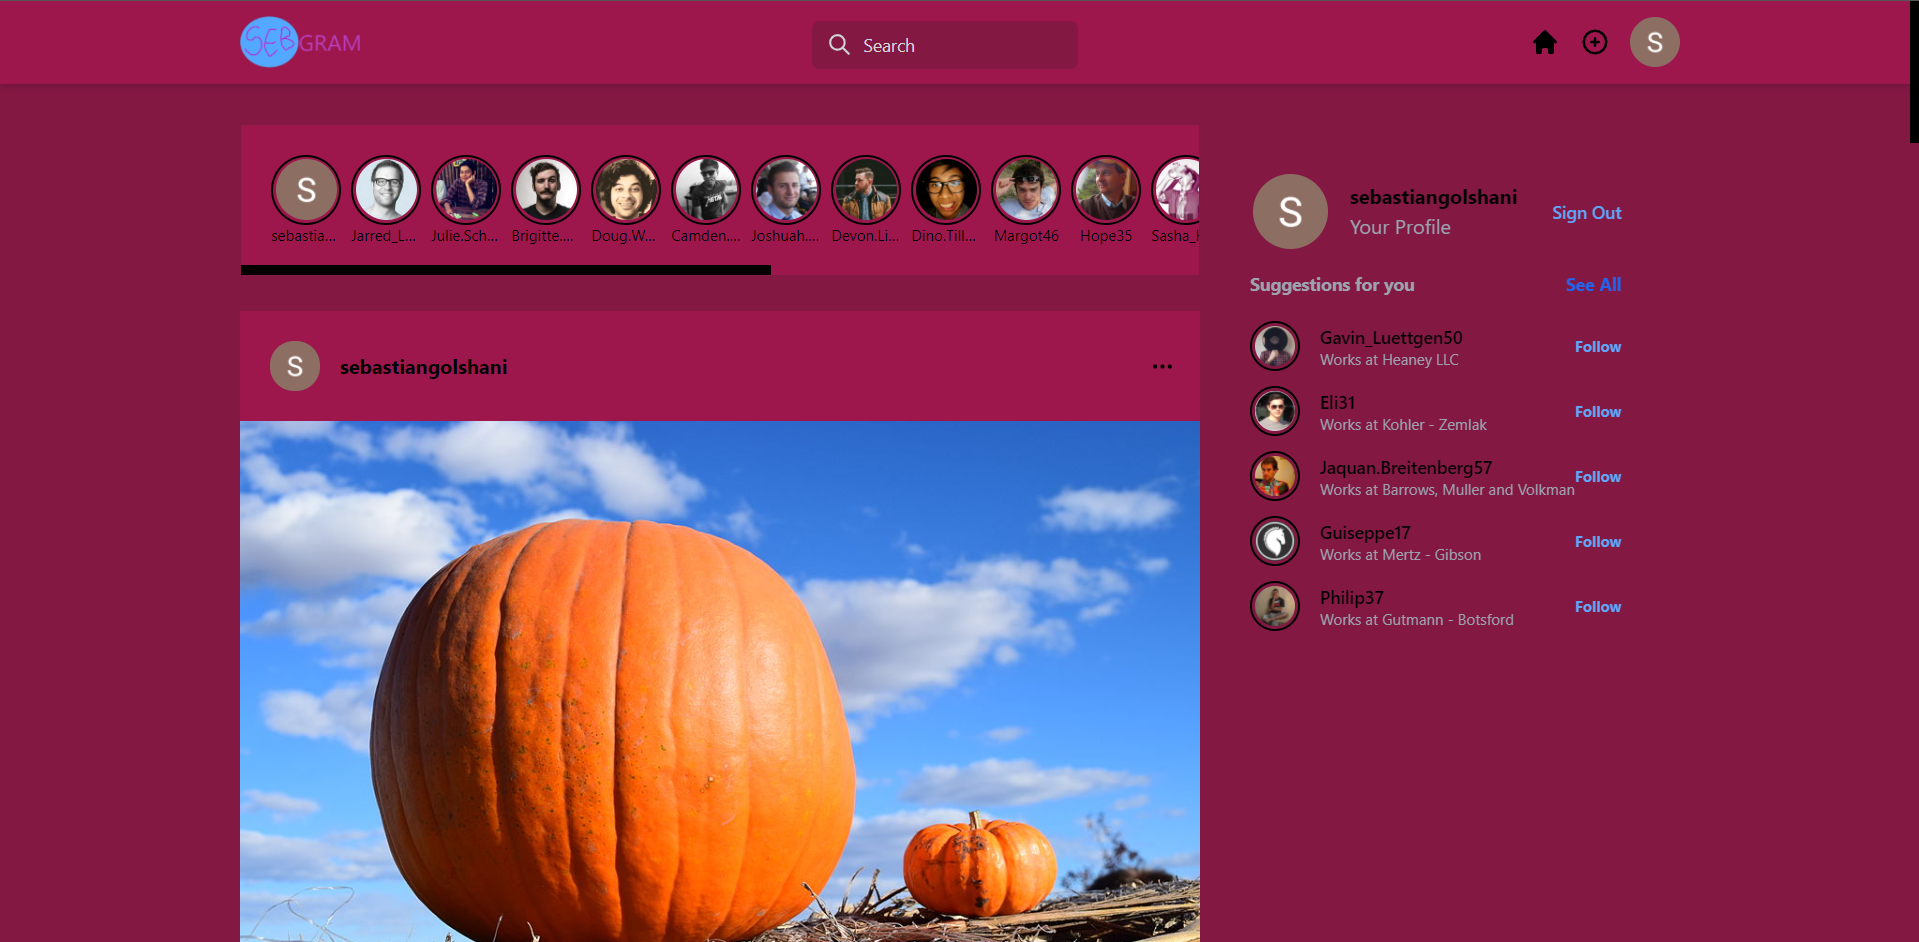 SEBGRAM
Search
S
S
sebastia...
Jarred_L...
Julie.Sch...
Brigitte....
Doug.W...
Camden....
Joshuah....
Devon.Li...
Dino.Till...
Margot46
Hope35
Sasha_
S
sebastiangolshani
Your Profile
Sign Out
Suggestions for you
See All
Gavin_Luettgen50
Works at Heaney LLC
Follow
Eli31
Works at Kohler - Zemlak
Follow
Jaquan.Breitenberg57
Works at Barrows, Muller and Volkman
Follow
Guiseppe17
Works at Mertz - Gibson
Follow
Philip37
Works at Gutmann - Botsford
Follow
S
sebastiangolshani